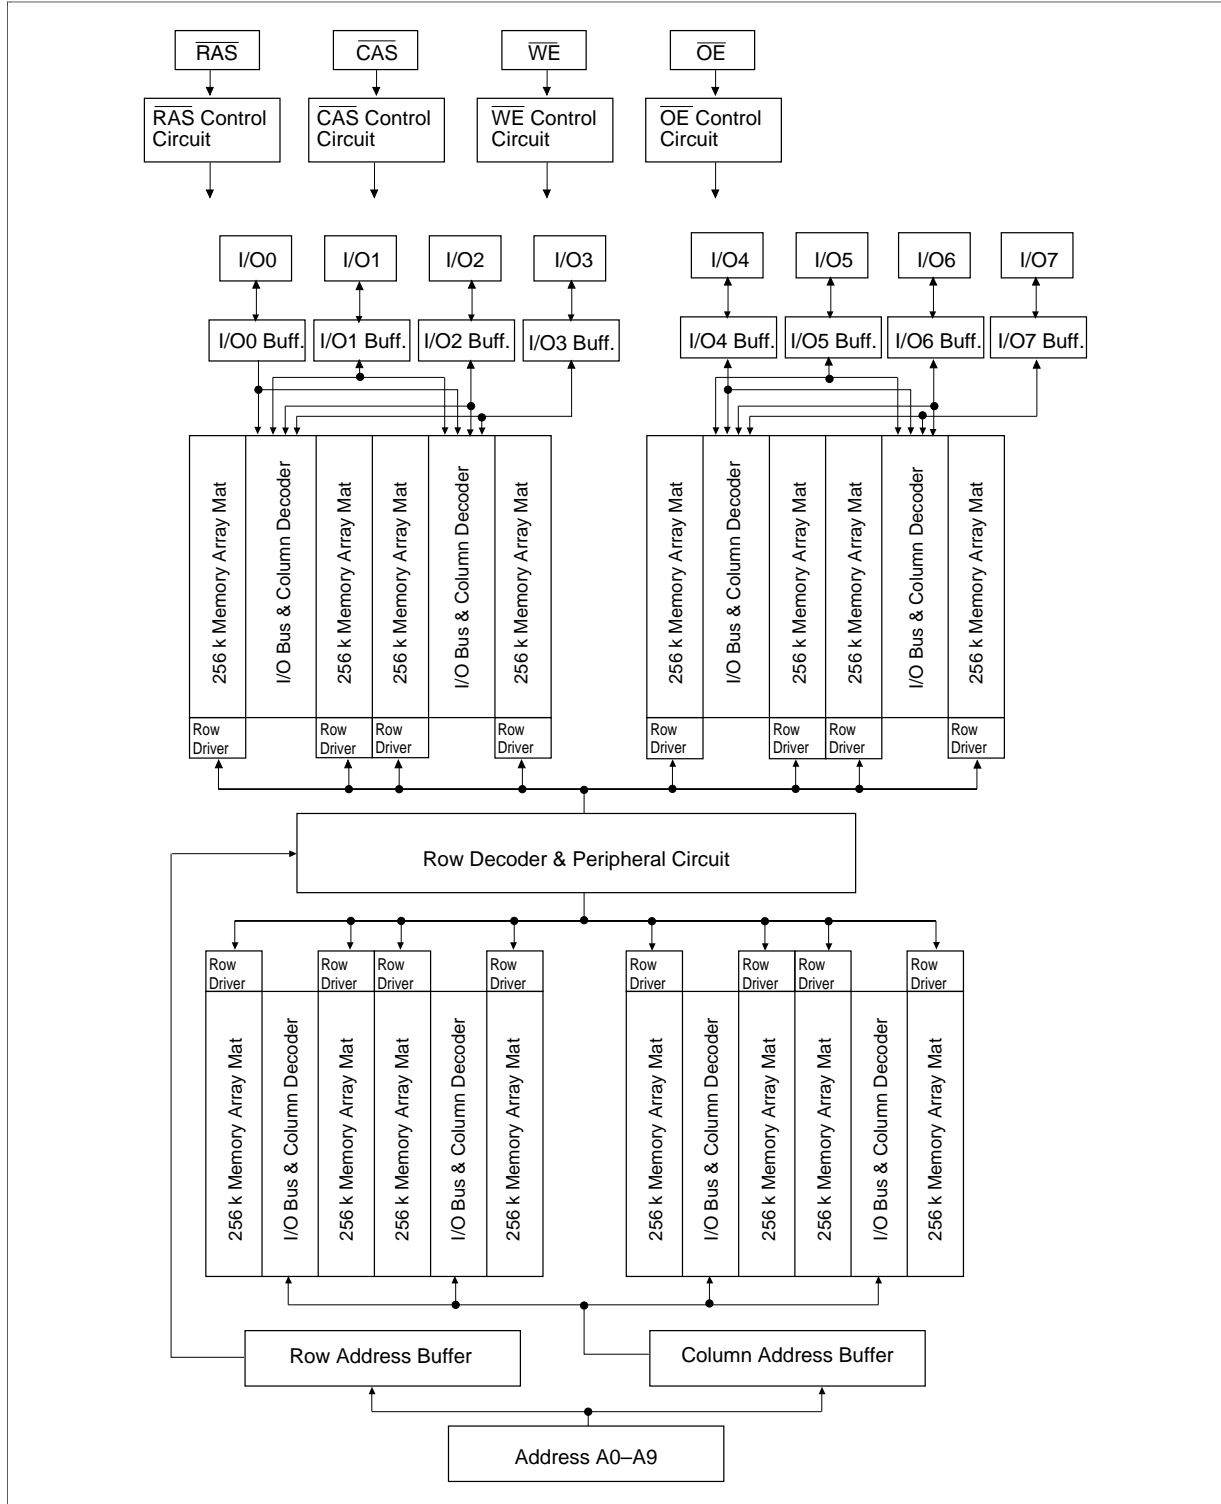 R̅A̅S̅
C̅A̅S̅
W̅E̅
O̅E̅
R̅A̅S̅ Control
Circuit
C̅A̅S̅ Control
Circuit
W̅E̅ Control
Circuit
O̅E̅ Control
Circuit
I/O0
I/O1
I/O2
I/O3
I/O4
I/O5
I/O6
I/O7
I/O0 Buff.
I/O1 Buff.
I/O2 Buff.
I/O3 Buff.
I/O4 Buff.
I/O5 Buff.
I/O6 Buff.
I/O7 Buff.
256 k Memory Array Mat
I/O Bus & Column Decoder
256 k Memory Array Mat
256 k Memory Array Mat
I/O Bus & Column Decoder
256 k Memory Array Mat
256 k Memory Array Mat
I/O Bus & Column Decoder
256 k Memory Array Mat
256 k Memory Array Mat
I/O Bus & Column Decoder
256 k Memory Array Mat
Row
Driver
Row
Driver
Row
Driver
Row
Driver
Row
Driver
Row
Driver
Row
Driver
Row
Driver
Row Decoder & Peripheral Circuit
Row
Driver
Row
Driver
Row
Driver
Row
Driver
Row
Driver
Row
Driver
Row
Driver
Row
Driver
256 k Memory Array Mat
I/O Bus & Column Decoder
256 k Memory Array Mat
256 k Memory Array Mat
I/O Bus & Column Decoder
256 k Memory Array Mat
256 k Memory Array Mat
I/O Bus & Column Decoder
256 k Memory Array Mat
256 k Memory Array Mat
I/O Bus & Column Decoder
256 k Memory Array Mat
Row Address Buffer
Column Address Buffer
Address A0–A9